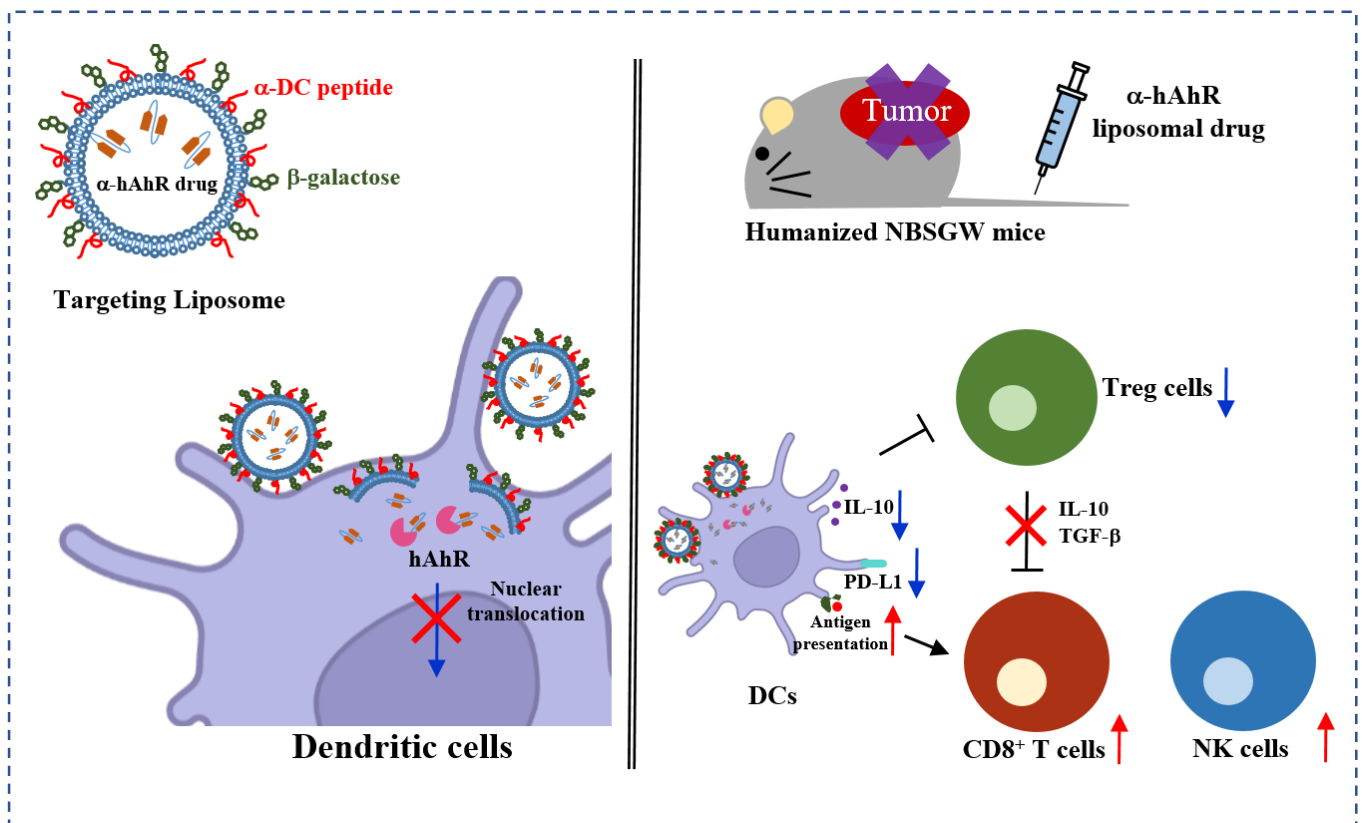 α-DC peptide
α-hAhR drug
β-galactose
Targeting Liposome
hAhR
Nuclear
translocation
Dendritic cells
Tumor
α-hAhR
liposomal drug
Humanized NBSGW mice
Treg cells
IL-10
IL-10
TGF-β
PD-L1
Antigen
presentation
DCs
CD8⁺ T cells
NK cells